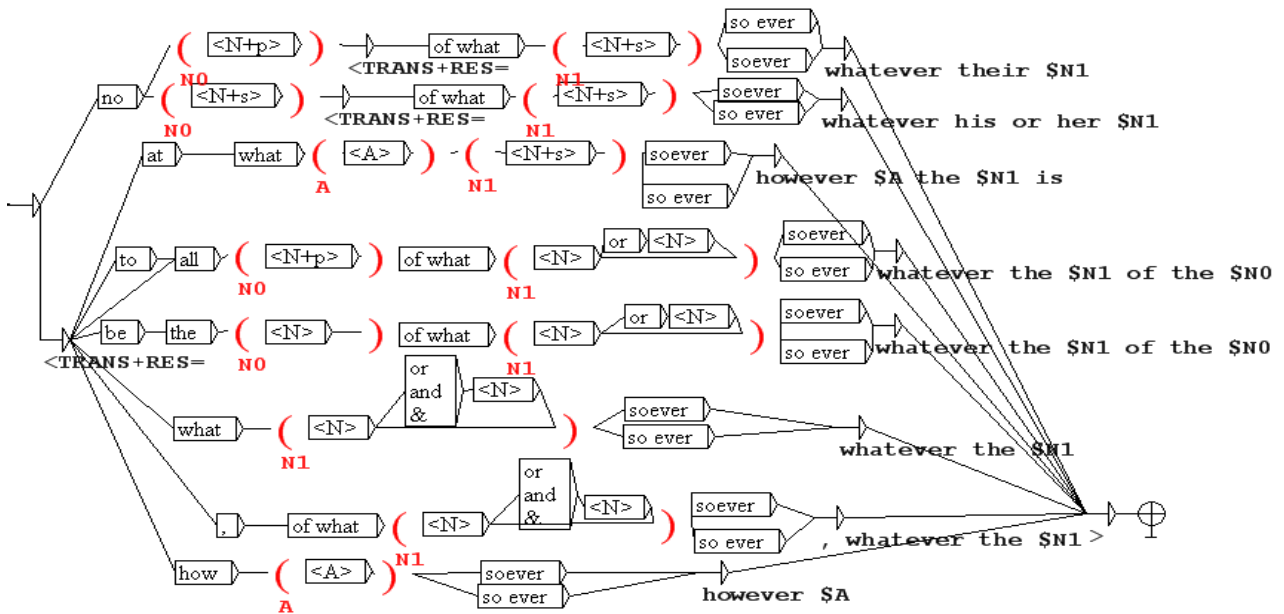 no ( <N+p> ) of what ( <N+s> ) so ever
soever
N0 <TRANS+RES= N1 whatever their $N1
( <N+s> ) of what ( <N+s> ) soever
so ever
N0 <TRANS+RES= N1 whatever his or her $N1
at what ( <A> ) ( <N+s> ) soever
so ever
A N1 however $A the $N1 is
to all ( <N+p> ) of what ( <N> or <N> ) soever
so ever
N0 N1 whatever the $N1 of the $N0
be the ( <N> ) of what ( <N> or <N> ) soever
so ever
<TRANS+RES= N0 N1 whatever the $N1 of the $N0
what ( <N> or
and
& <N> ) soever
so ever
N1 whatever the $N1
, of what ( <N> or
and
& <N> ) soever
so ever
N1 , whatever the $N1 >
how ( <A> ) soever
so ever
A however $A